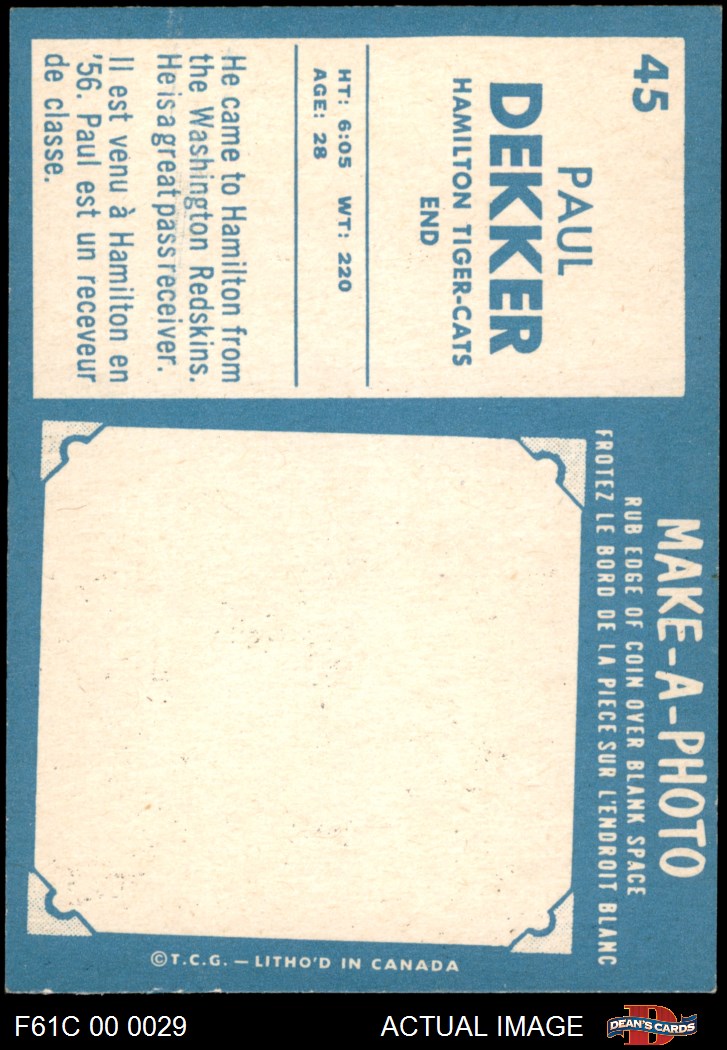 45
PAUL
DEKKER
HAMILTON TIGER-CATS
END
HT: 6:05 WT: 220
AGE: 28
He came to Hamilton from
the Washington Redskins.
He is a great pass receiver.
Il est venu à Hamilton en
'56. Paul est un receveur
de classe.
MAKE-A-PHOTO
RUB EDGE OF COIN OVER BLANK SPACE
FROTEZ LE BORD DE LA PIECE SUR L'ENDROIT BLANC
©T.C.G. — LITHO'D IN CANADA
F61C 00 0029
ACTUAL IMAGE
D
DEAN'S CARDS